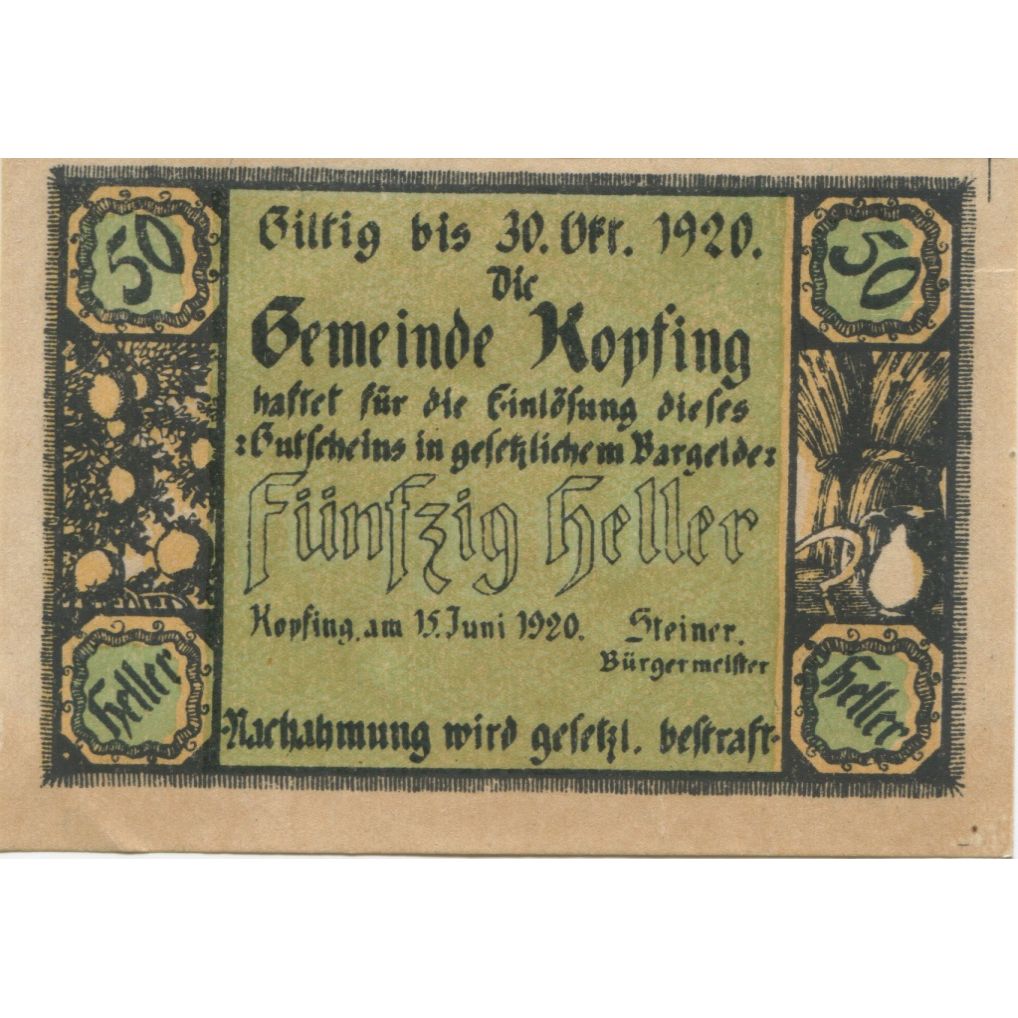 50
50
Giltig bis 30. Okt. 1920.
Die
Gemeinde Kopfing
haftet für die Einlösung dieses
:Gutscheins in gesetzlichem Bargelde:
Fünfzig Heller
Kopfing, am 15. Juni 1920. Steiner.
Bürgermeister
Heller
Heller
Nachahmung wird gesetzl. bestraft.